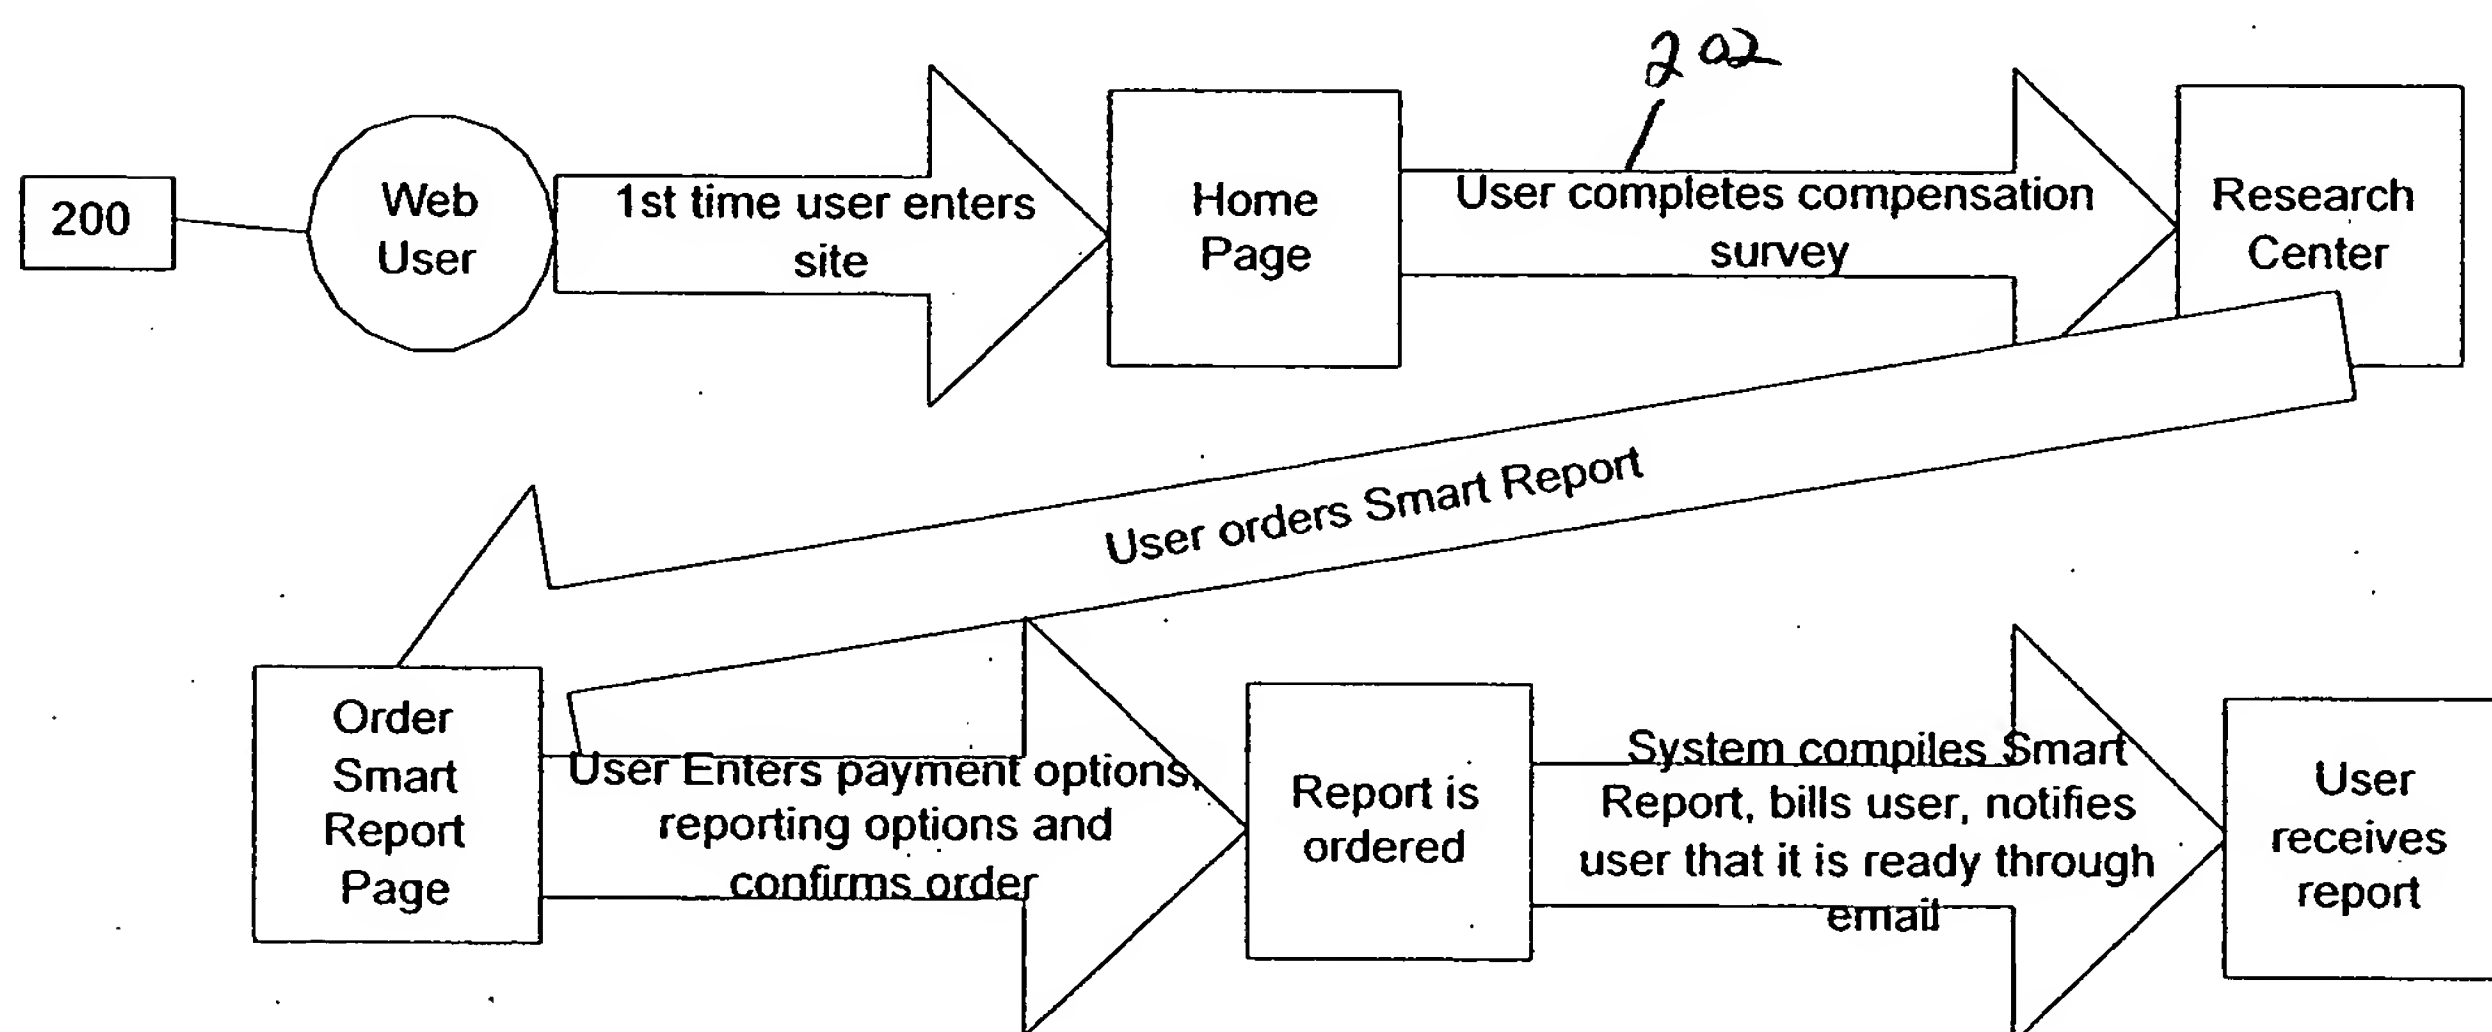 202
200
Web
User
1st time user enters
site
Home
Page
User completes compensation
survey
Research
Center
User orders Smart Report
Order
Smart
Report
Page
User Enters payment options,
reporting options and
confirms order
Report is
ordered
System compiles Smart
Report, bills user, notifies
user that it is ready through
email
User
receives
report